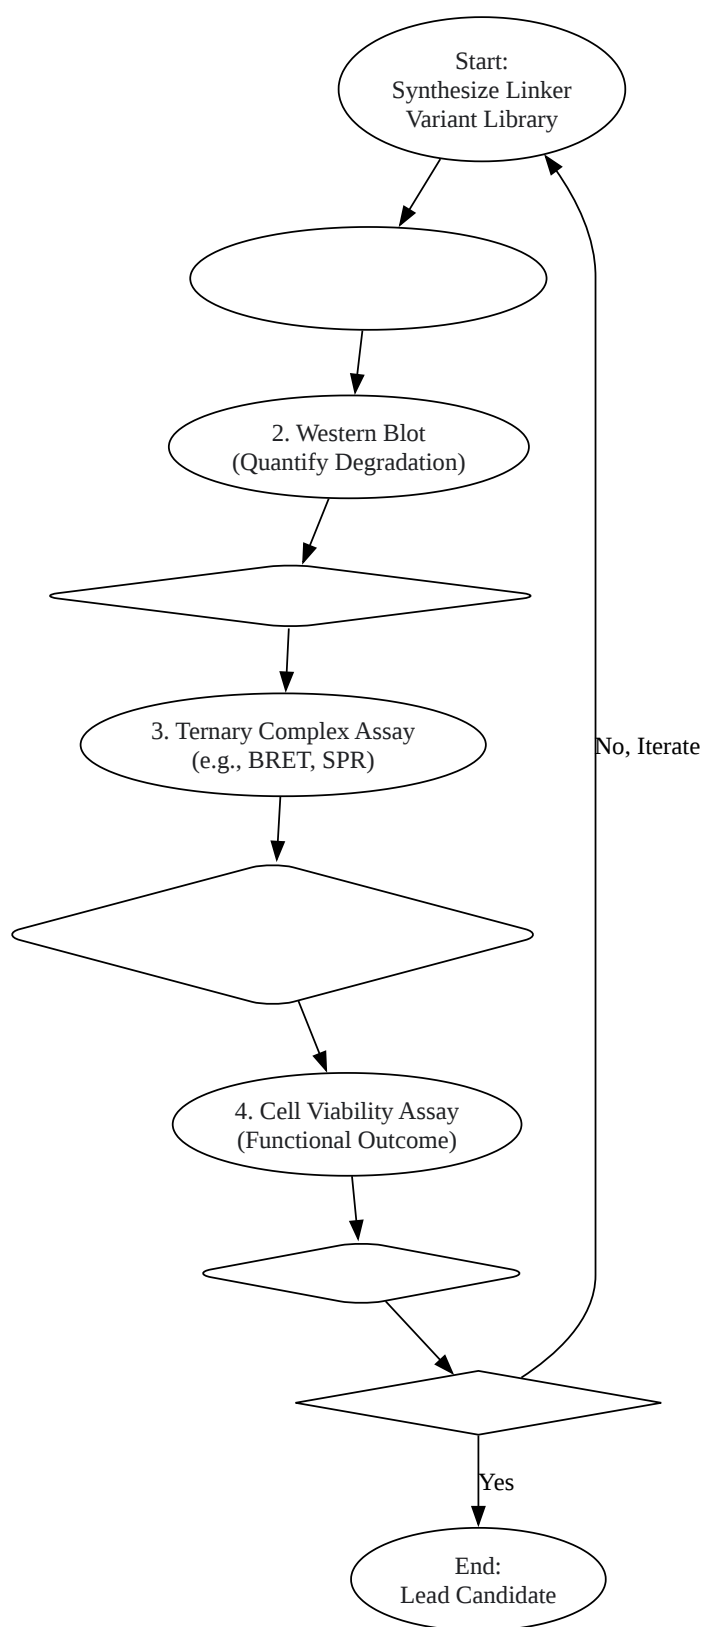 Start:
Synthesize Linker
Variant Library
2. Western Blot
(Quantify Degradation)
3. Ternary Complex Assay
(e.g., BRET, SPR)
No, Iterate
4. Cell Viability Assay
(Functional Outcome)
Yes
End:
Lead Candidate